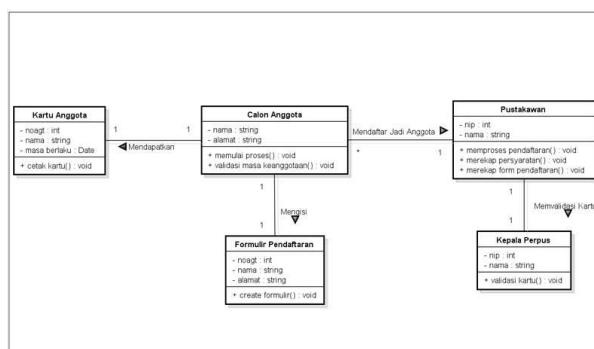 Kartu Anggota
- noagt : int
- nama : string
- masa berlaku : Date
+ cetak kartu() : void
1
1
Mendapatkan
Calon Anggota
- nama : string
- alamat : string
+ memulai proses() : void
+ validasi masa keanggotaan() : void
Mendaftar Jadi Anggota
*
1
Pustakawan
- nip : int
- nama : string
+ memproses pendaftaran() : void
+ merekap persyaratan() : void
+ merekap form pendaftaran() : void
1
Mengisi
1
1
Memvalidasi Kartu
1
Formulir Pendaftaran
- noagt : int
- nama : string
- alamat : string
+ create formulir() : void
Kepala Perpus
- nip : int
- nama : string
+ validasi kartu() : void